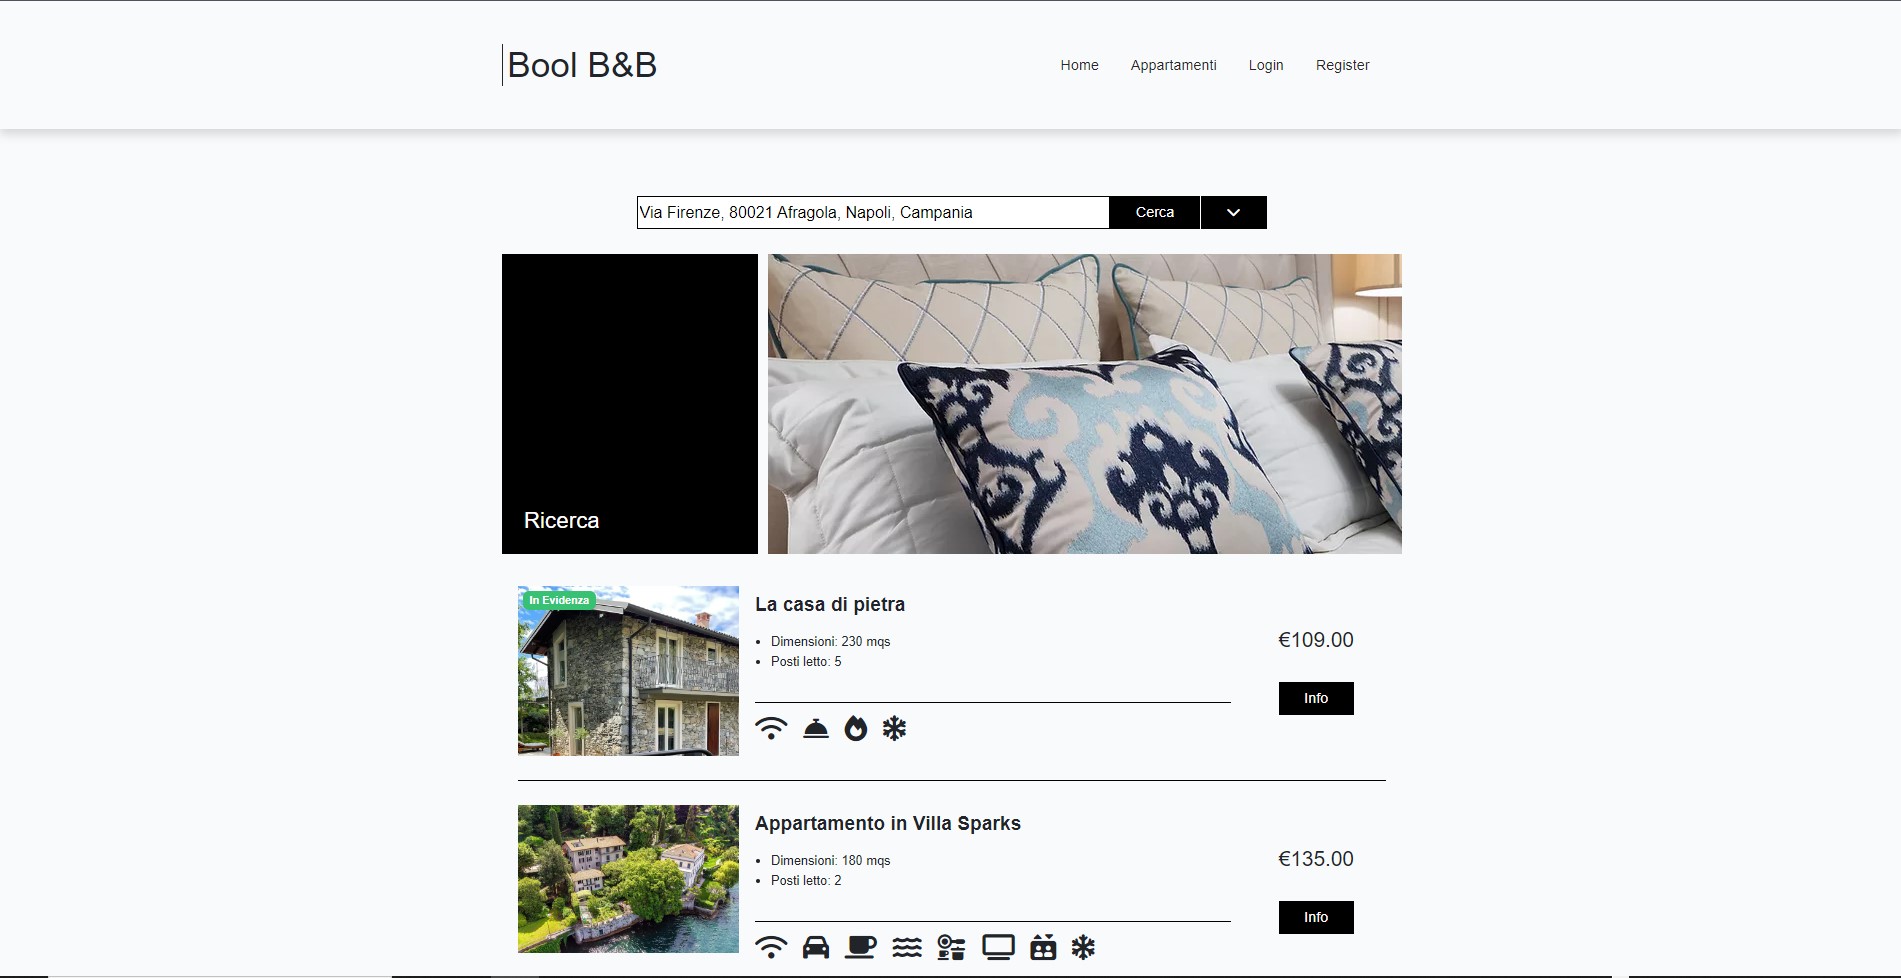 Bool B&B
Home Appartamenti Login Register
Via Firenze, 80021 Afragola, Napoli, Campania Cerca
Ricerca
In Evidenza
La casa di pietra
Dimensioni: 230 mqs
Posti letto: 5
€109.00
Info
Appartamento in Villa Sparks
Dimensioni: 180 mqs
Posti letto: 2
€135.00
Info